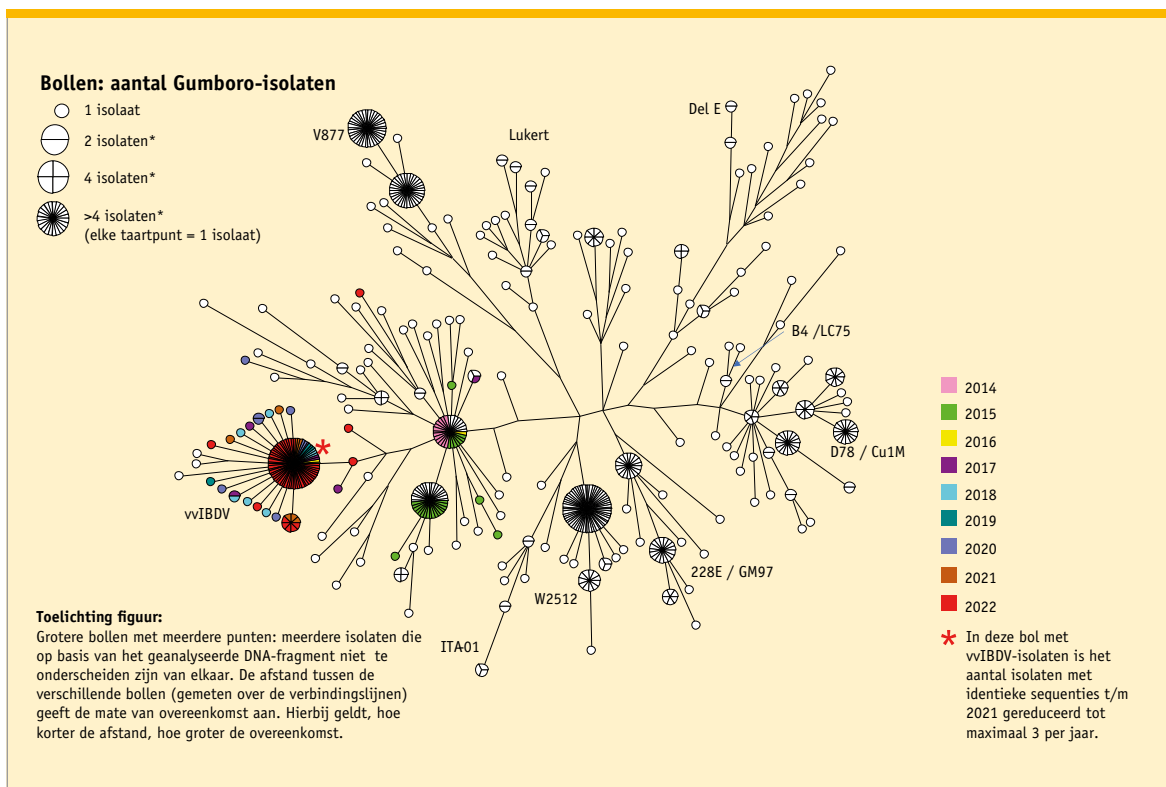 Bollen: aantal Gumboro-isolaten
1 isolaat
2 isolaten*
4 isolaten*
>4 isolaten*
(elke taartpunt = 1 isolaat)
V877
Lukert
Del E
B4 /LC75
D78 / Cu1M
228E / GM97
W2512
ITA-01
vvIBDV
*
2014
2015
2016
2017
2018
2019
2020
2021
2022
* In deze bol met
vvIBDV-isolaten is het
aantal isolaten met
identieke sequenties t/m
2021 gereduceerd tot
maximaal 3 per jaar.
Toelichting figuur:
Grotere bollen met meerdere punten: meerdere isolaten die
op basis van het geanalyseerde DNA-fragment niet te
onderscheiden zijn van elkaar. De afstand tussen de
verschillende bollen (gemeten over de verbindingslijnen)
geeft de mate van overeenkomst aan. Hierbij geldt, hoe
korter de afstand, hoe groter de overeenkomst.